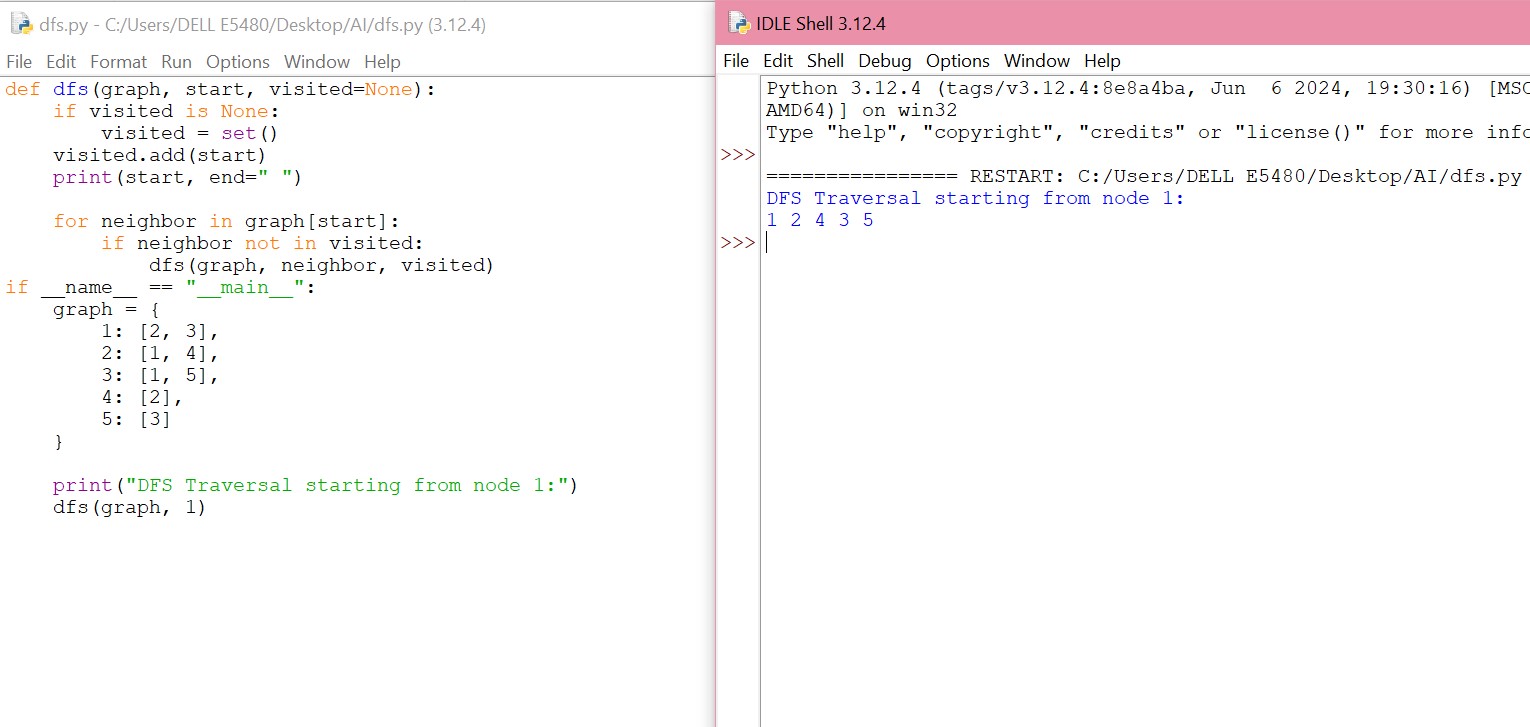 dfs.py - C:/Users/DELL E5480/Desktop/AI/dfs.py (3.12.4)
File Edit Format Run Options Window Help
def dfs(graph, start, visited=None):
    if visited is None:
        visited = set()
    visited.add(start)
    print(start, end=" ")

    for neighbor in graph[start]:
        if neighbor not in visited:
            dfs(graph, neighbor, visited)
if __name__ == "__main__":
    graph = {
        1: [2, 3],
        2: [1, 4],
        3: [1, 5],
        4: [2],
        5: [3]
    }

    print("DFS Traversal starting from node 1:")
    dfs(graph, 1)
IDLE Shell 3.12.4
File Edit Shell Debug Options Window Help
Python 3.12.4 (tags/v3.12.4:8e8a4ba, Jun  6 2024, 19:30:16) [MSC
AMD64)] on win32
Type "help", "copyright", "credits" or "license()" for more info
>>>
================ RESTART: C:/Users/DELL E5480/Desktop/AI/dfs.py
DFS Traversal starting from node 1:
1 2 4 3 5
>>>